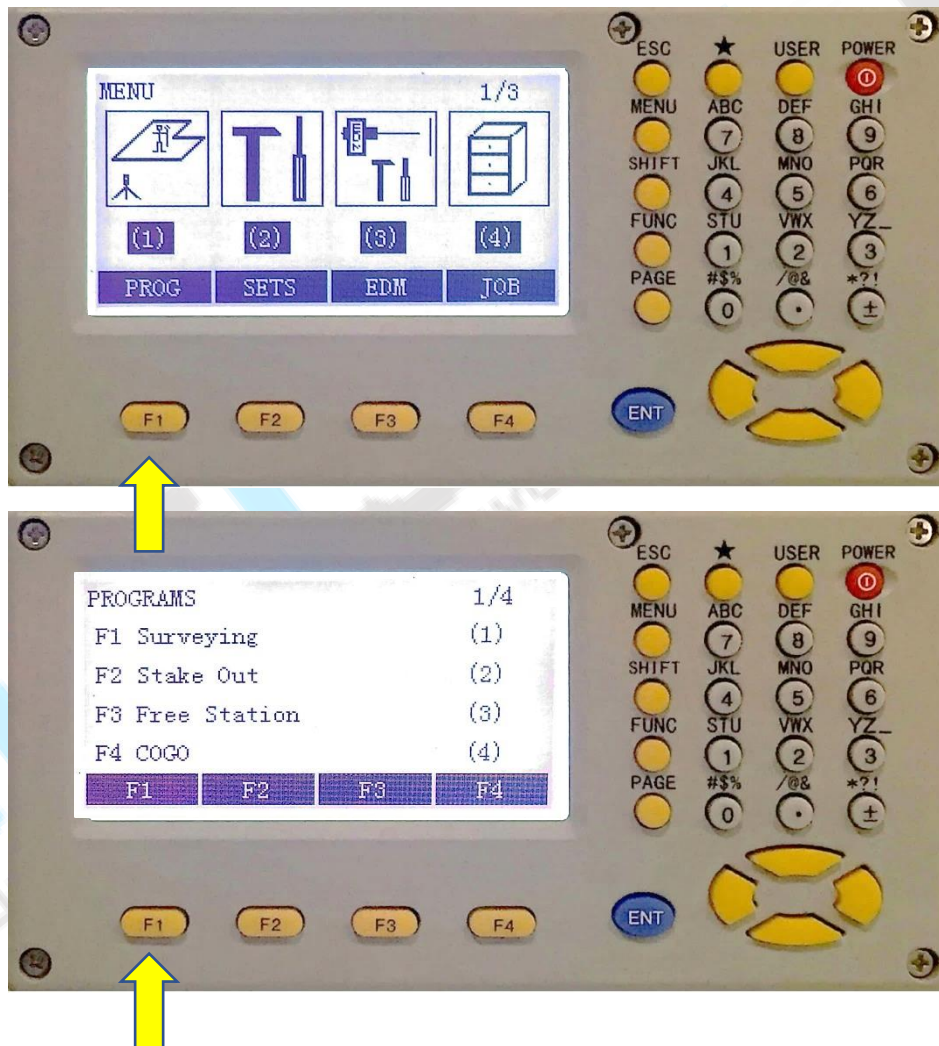 ESC ★ USER POWER
MENU 1/3
MENU ABC DEF GHI
7 8 9
SHIFT JKL MNO PQR
4 5 6
(1) (2) (3) (4)
FUNC STU VWX YZ_
1 2 3
PROG SETS EDM JOB
PAGE #$% /@& *?!
0 . ±
F1 F2 F3 F4 ENT
ESC ★ USER POWER
PROGRAMS 1/4
MENU ABC DEF GHI
F1 Surveying (1)
7 8 9
F2 Stake Out (2)
SHIFT JKL MNO PQR
4 5 6
F3 Free Station (3)
FUNC STU VWX YZ_
F4 COGO (4)
1 2 3
F1 F2 F3 F4
PAGE #$% /@& *?!
0 . ±
F1 F2 F3 F4 ENT